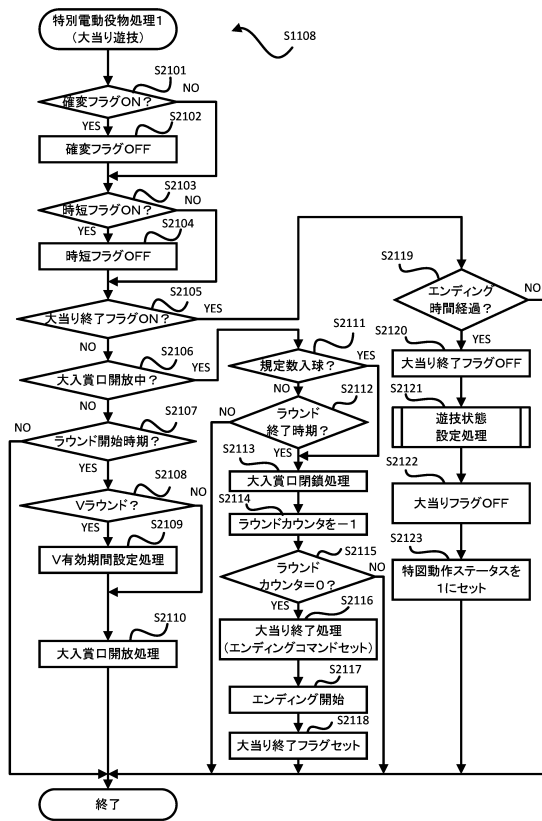 特別電動役物処理1
(大当り遊技)
S1108
S2101
確変フラグON？
NO
YES
S2102
確変フラグOFF
S2103
時短フラグON？
NO
YES
S2104
時短フラグOFF
S2105
大当り終了フラグON？
YES
NO
S2106
大入賞口開放中？
YES
NO
S2107
NO
ラウンド開始時期？
YES
S2108
Vラウンド？
NO
YES
S2109
V有効期間設定処理
S2110
大入賞口開放処理
終了
S2111
規定数入球？
YES
NO
S2112
NO
ラウンド
終了時期？
YES
S2113
大入賞口閉鎖処理
S2114
ラウンドカウンタを－1
S2115
ラウンド
カウンタ＝0？
NO
YES
S2116
大当り終了処理
(エンディングコマンドセット)
S2117
エンディング開始
S2118
大当り終了フラグセット
S2119
エンディング
時間経過？
NO
YES
S2120
大当り終了フラグOFF
S2121
遊技状態
設定処理
S2122
大当りフラグOFF
S2123
特図動作ステータスを
1にセット